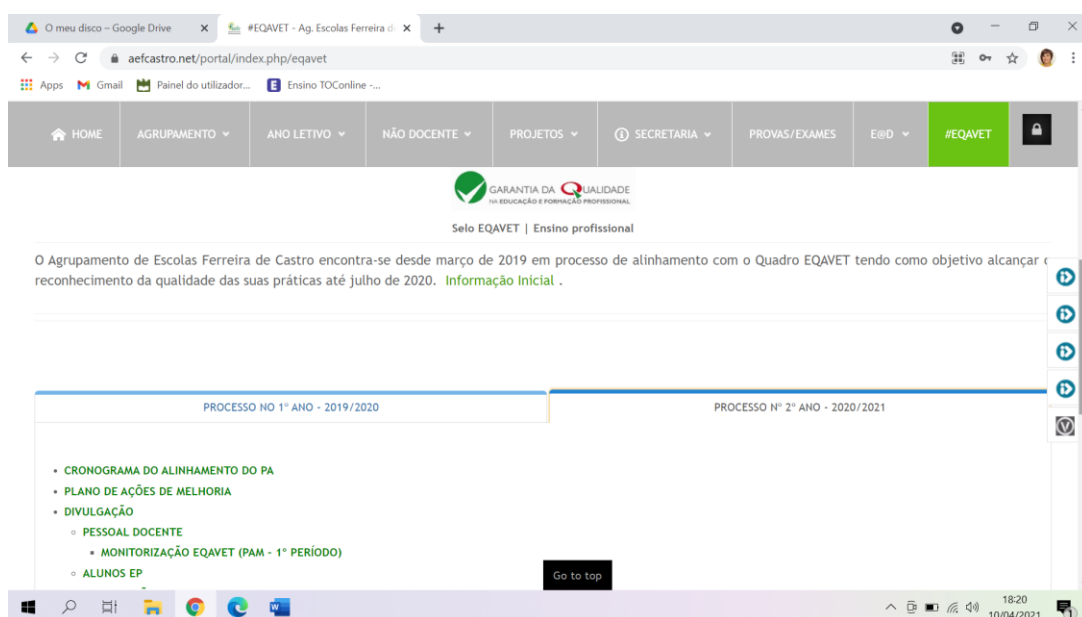 O meu disco – Google Drive
#EQAVET - Ag. Escolas Ferreira d
aefcastro.net/portal/index.php/eqavet
Apps Gmail Painel do utilizador... Ensino TOConline -...
HOME AGRUPAMENTO ANO LETIVO NÃO DOCENTE PROJETOS SECRETARIA PROVAS/EXAMES E@D #EQAVET
GARANTIA DA QUALIDADE
NA EDUCAÇÃO E FORMAÇÃO PROFISSIONAL
Selo EQAVET | Ensino profissional
O Agrupamento de Escolas Ferreira de Castro encontra-se desde março de 2019 em processo de alinhamento com o Quadro EQAVET tendo como objetivo alcançar
reconhecimento da qualidade das suas práticas até julho de 2020. Informação Inicial .
PROCESSO NO 1º ANO - 2019/2020
PROCESSO Nº 2º ANO - 2020/2021
• CRONOGRAMA DO ALINHAMENTO DO PA
• PLANO DE AÇÕES DE MELHORIA
• DIVULGAÇÃO
◦ PESSOAL DOCENTE
▪ MONITORIZAÇÃO EQAVET (PAM - 1º PERÍODO)
◦ ALUNOS EP
Go to top
18:20
10/04/2021